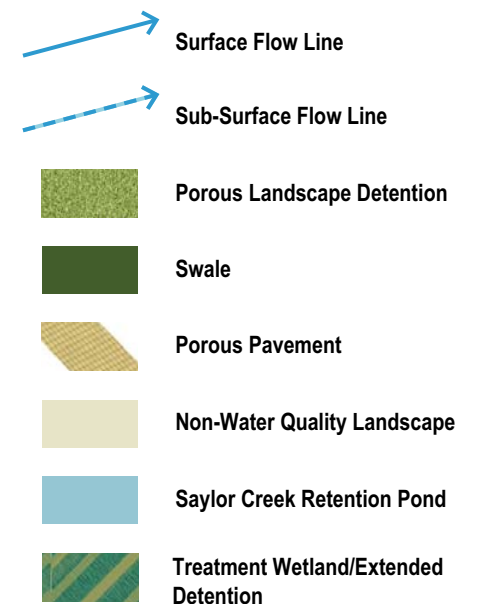 Surface Flow Line
Sub-Surface Flow Line
Porous Landscape Detention
Swale
Porous Pavement
Non-Water Quality Landscape
Saylor Creek Retention Pond
Treatment Wetland/Extended
Detention